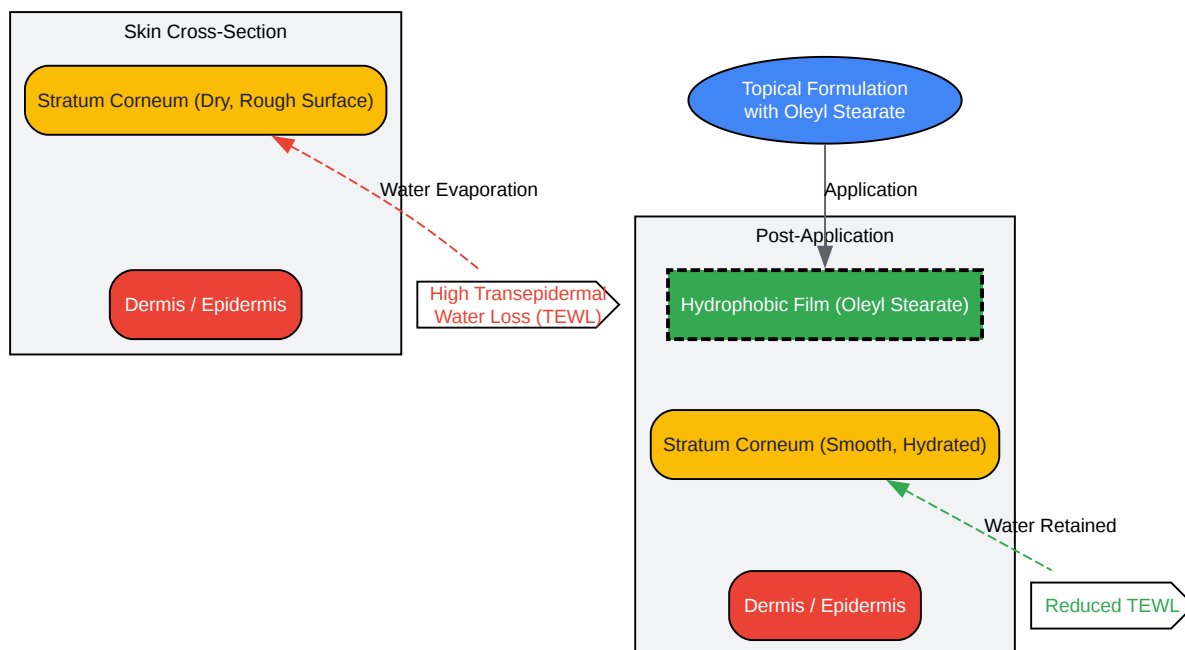 Skin Cross-Section
Stratum Corneum (Dry, Rough Surface)
Water Evaporation
Dermis / Epidermis
High Transepidermal
Water Loss (TEWL)
Topical Formulation
with Oleyl Stearate
Application
Post-Application
Hydrophobic Film (Oleyl Stearate)
Stratum Corneum (Smooth, Hydrated)
Water Retained
Dermis / Epidermis
Reduced TEWL